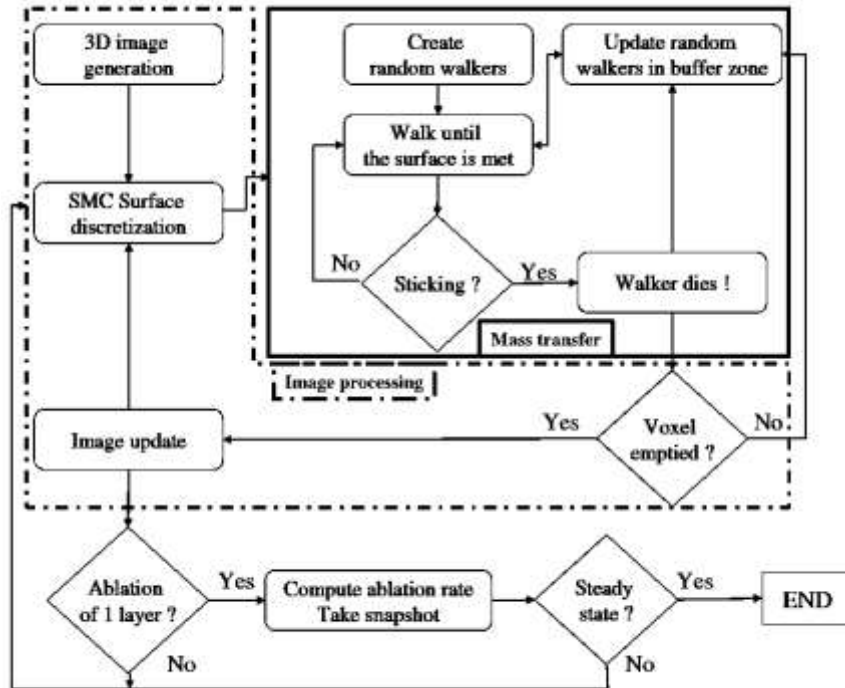 3D image
generation
Create
random walkers
Update random
walkers in buffer zone
Walk until
the surface is met
SMC Surface
discretization
No
Sticking ?
Yes
Walker dies !
Mass transfer
Image processing
Image update
Yes
Voxel
emptied ?
No
Ablation
of 1 layer ?
Yes
Compute ablation rate
Take snapshot
Steady
state ?
Yes
END
No
No